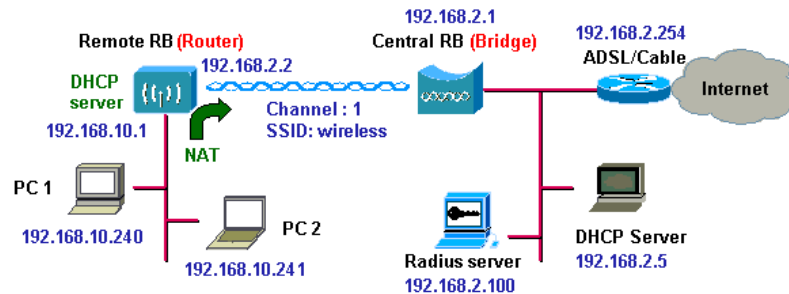 192.168.2.1
Remote RB (Router)
Central RB (Bridge)
192.168.2.254
ADSL/Cable
192.168.2.2
DHCP
server
Internet
Channel : 1
SSID: wireless
192.168.10.1
NAT
PC 1
PC 2
192.168.10.240
192.168.10.241
Radius server
192.168.2.100
DHCP Server
192.168.2.5